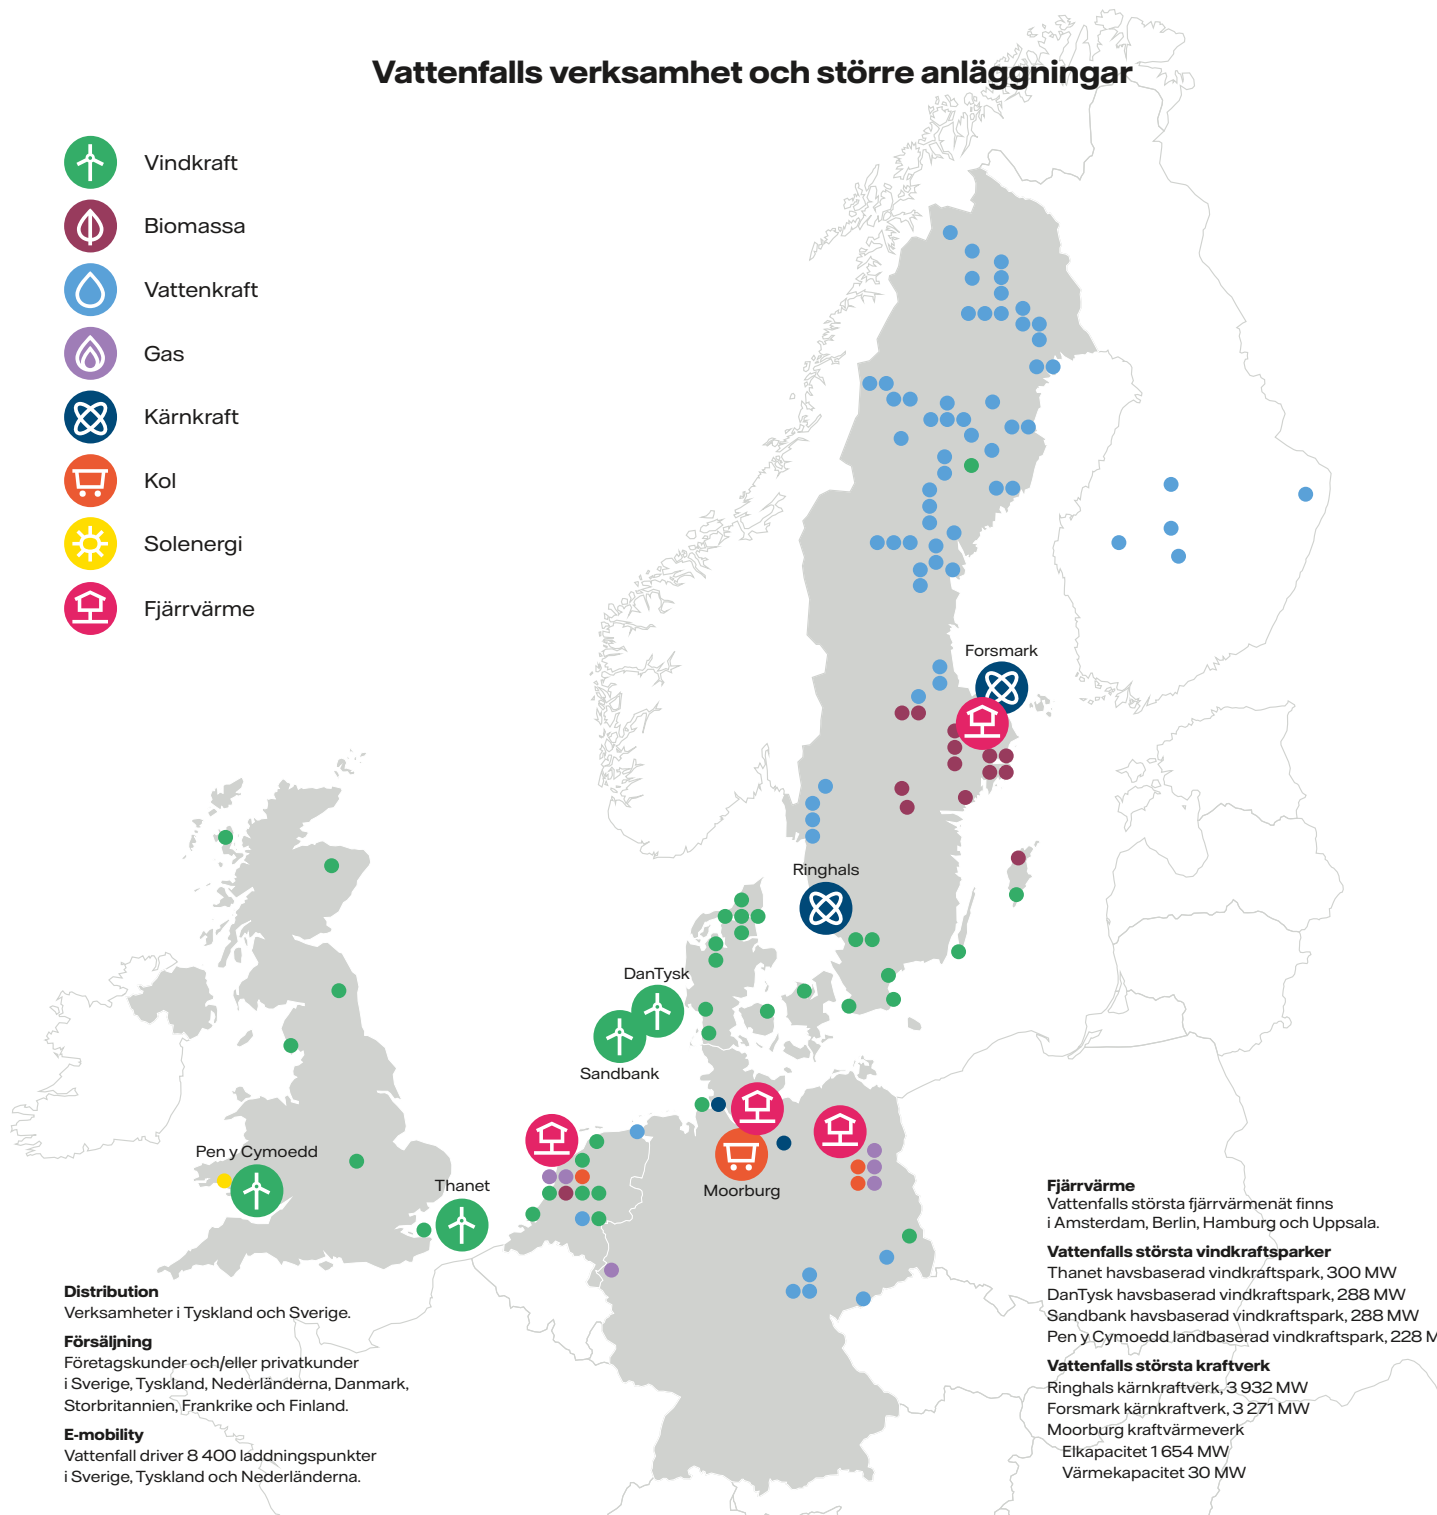 Vattenfalls verksamhet och större anläggningar
Vindkraft
Biomassa
Vattenkraft
Gas
Kärnkraft
Kol
Solenergi
Fjärrvärme
Forsmark
Ringhals
DanTysk
Sandbank
Pen y Cymoedd
Thanet
Moorburg
Distribution
Verksamheter i Tyskland och Sverige.
Försäljning
Företagskunder och/eller privatkunder
i Sverige, Tyskland, Nederländerna, Danmark,
Storbritannien, Frankrike och Finland.
E-mobility
Vattenfall driver 8 400 laddningspunkter
i Sverige, Tyskland och Nederländerna.
Fjärrvärme
Vattenfalls största fjärrvärmenät finns
i Amsterdam, Berlin, Hamburg och Uppsala.
Vattenfalls största vindkraftsparker
Thanet havsbaserad vindkraftspark, 300 MW
DanTysk havsbaserad vindkraftspark, 288 MW
Sandbank havsbaserad vindkraftspark, 288 MW
Pen y Cymoedd landbaserad vindkraftspark, 228 M
Vattenfalls största kraftverk
Ringhals kärnkraftverk, 3 932 MW
Forsmark kärnkraftverk, 3 271 MW
Moorburg kraftvärmeverk
Elkapacitet 1 654 MW
Värmekapacitet 30 MW